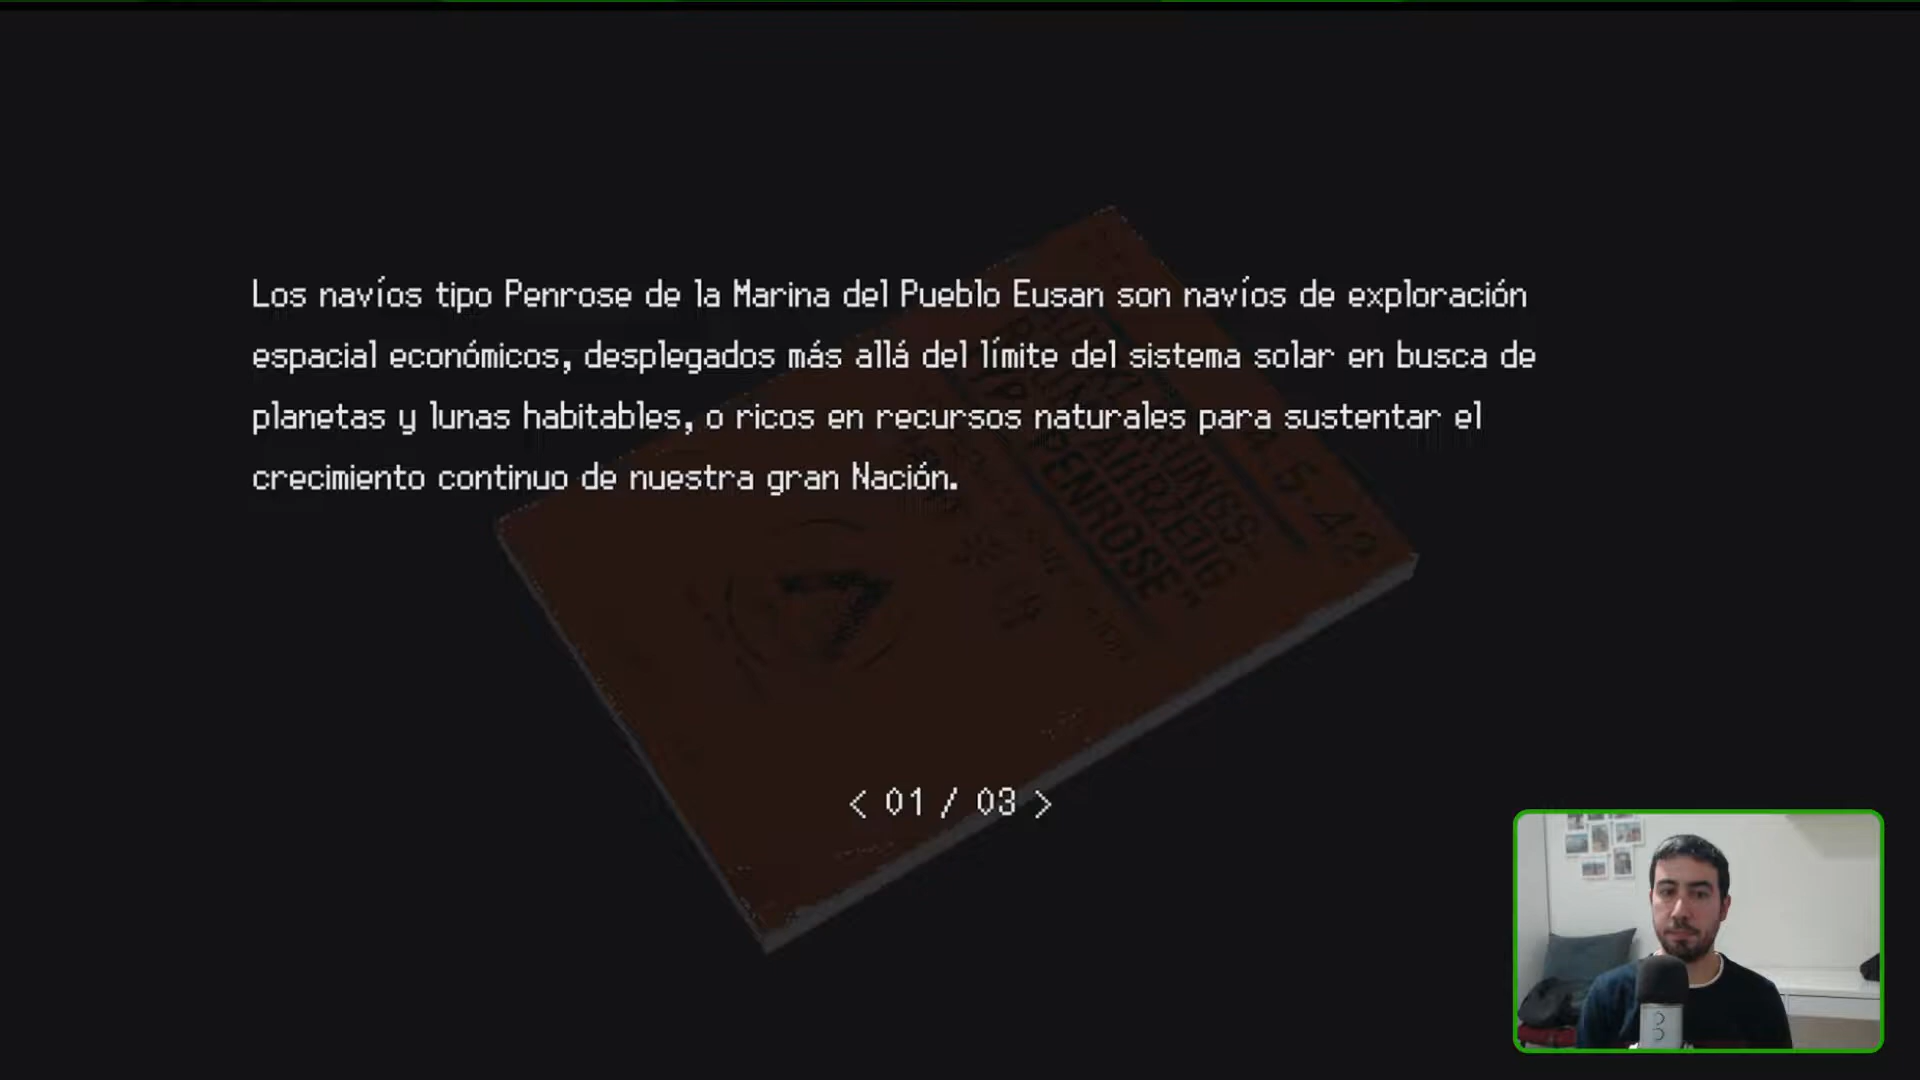 Los navíos tipo Penrose de la Marina del Pueblo Eusan son navíos de exploración
espacial económicos, desplegados más allá del límite del sistema solar en busca de
planetas y lunas habitables, o ricos en recursos naturales para sustentar el
crecimiento continuo de nuestra gran Nación.
PENROSE"
< 01 / 03 >